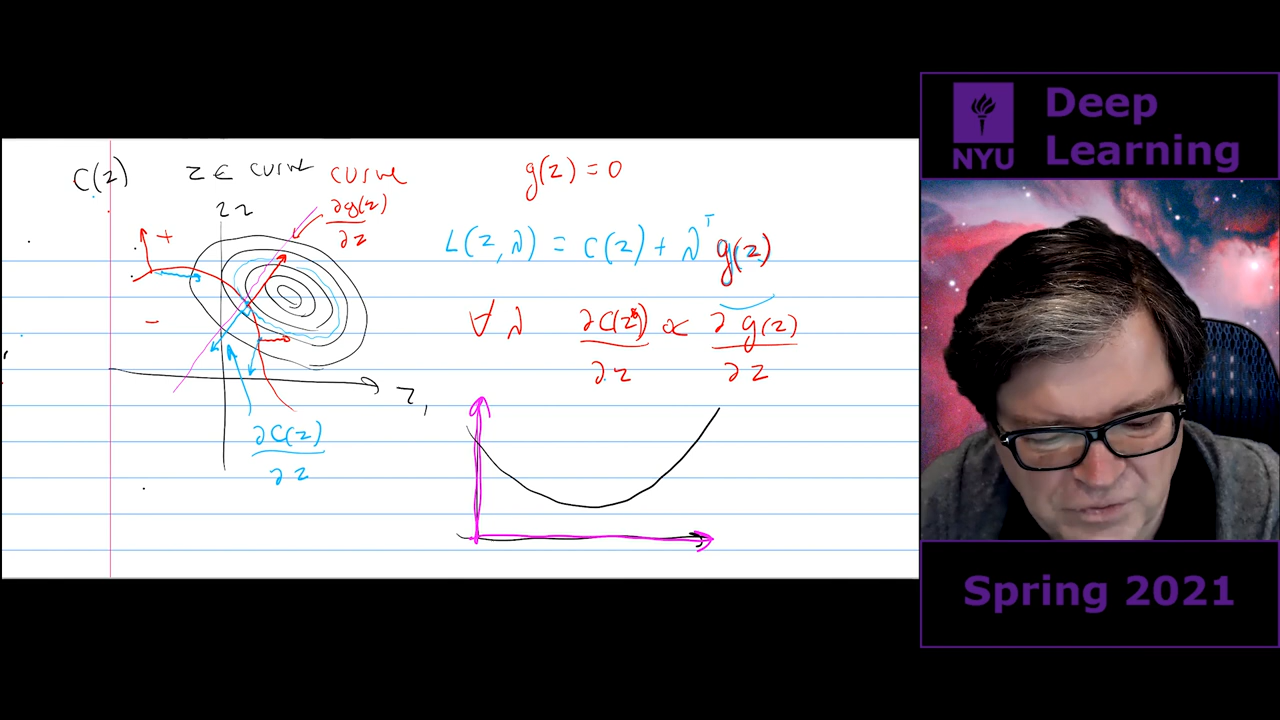 C(z) z ∈ curve curve g(z) = 0
∂g(z)
∂z
z2
L(z, λ) = C(z) + λᵀ g(z)
+
-
∀ λ ∂C(z*) ∝ ∂g(z)
∂z ∂z
z1
∂C(z)
∂z
NYU
Deep
Learning
Spring 2021